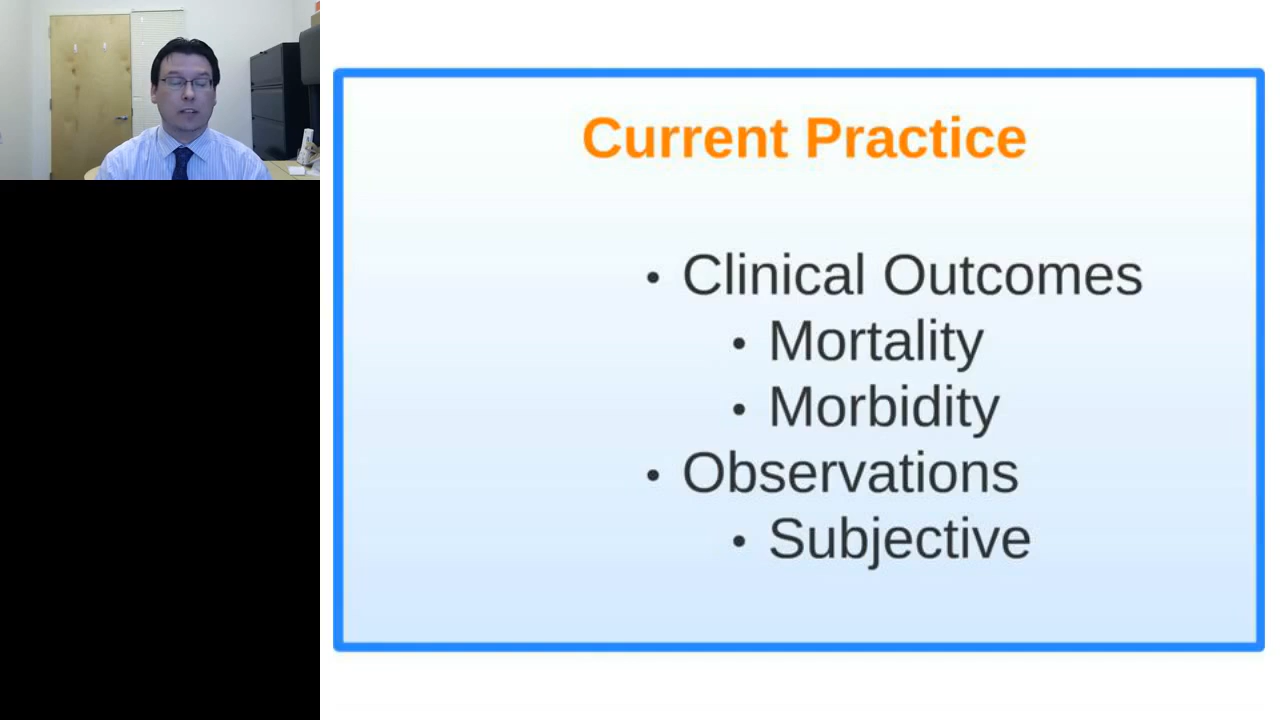 Current Practice
• Clinical Outcomes
• Mortality
• Morbidity
• Observations
• Subjective